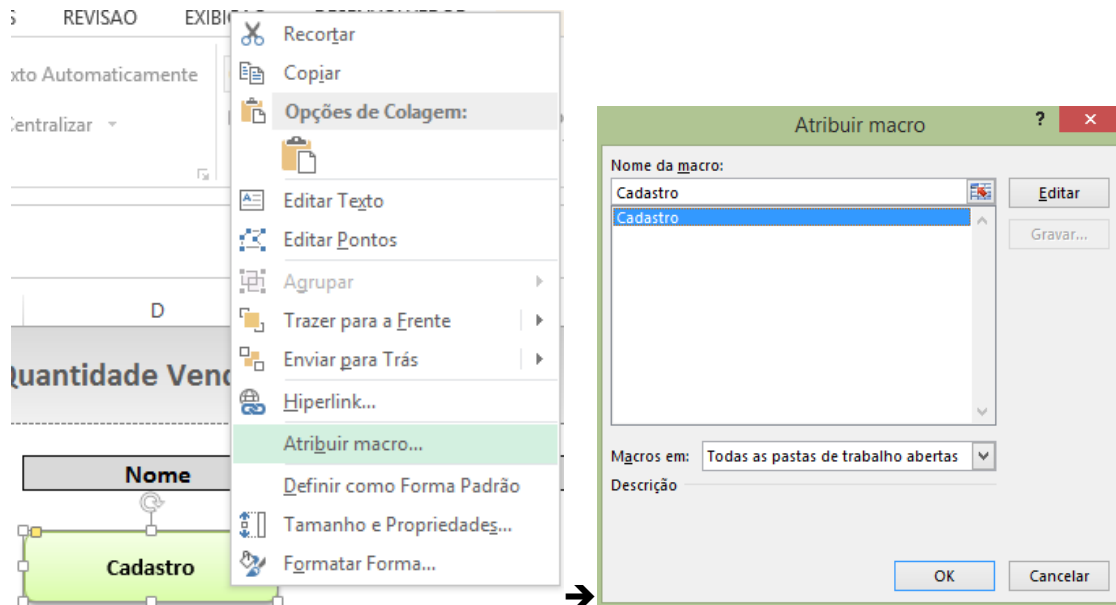 REVISAO EXIBIÇAO DESENVOLVEDOR
xto Automaticamente
Centralizar
D
Quantidade Vend
Nome
Cadastro
Recortar
Copiar
Opções de Colagem:
Editar Texto
Editar Pontos
Agrupar
Trazer para a Frente
Enviar para Trás
Hiperlink...
Atribuir macro...
Definir como Forma Padrão
Tamanho e Propriedades...
Formatar Forma...
➔
Atribuir macro
? ×
Nome da macro:
Cadastro
Editar
Cadastro
Gravar...
Macros em: Todas as pastas de trabalho abertas
Descrição
OK Cancelar